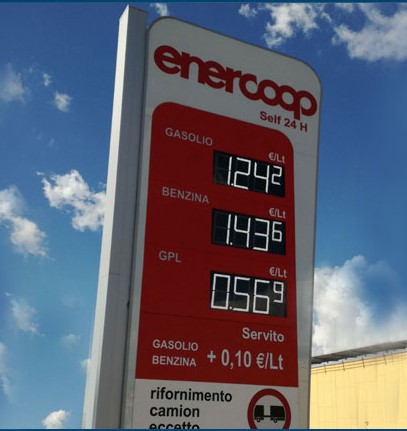 enercoop
Self 24 H
GASOLIO
€/Lt
1.242
BENZINA
€/Lt
1.436
GPL
€/Lt
0.569
Servito
GASOLIO
BENZINA + 0,10 €/Lt
rifornimento
camion
eccetto